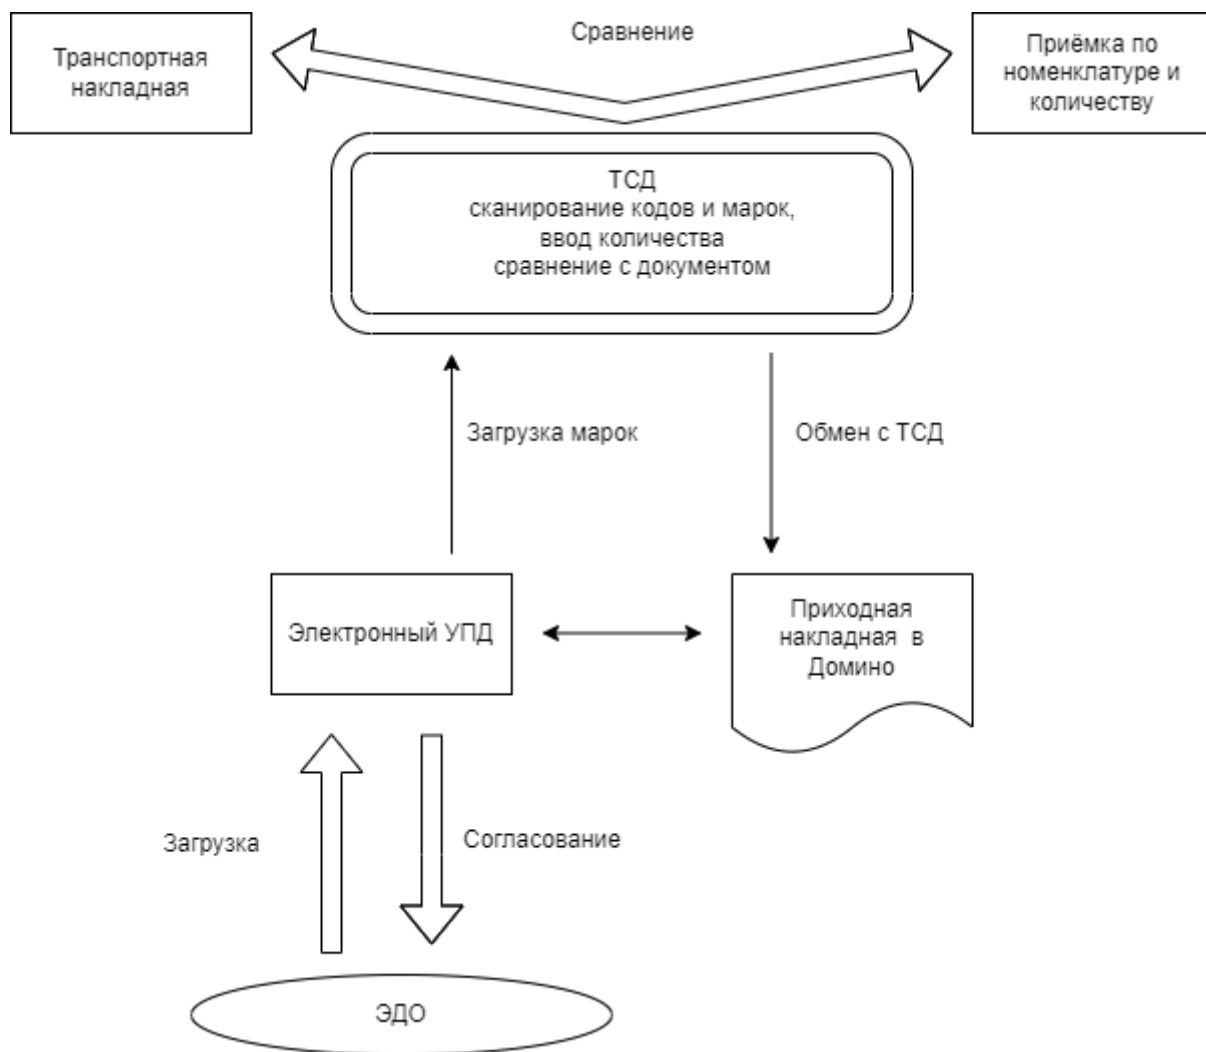 Сравнение
Транспортная
накладная
Приёмка по
номенклатуре и
количеству
ТСД
сканирование кодов и марок,
ввод количества
сравнение с документом
Загрузка марок
Обмен с ТСД
Электронный УПД
Приходная
накладная в
Домино
Загрузка
Согласование
ЭДО